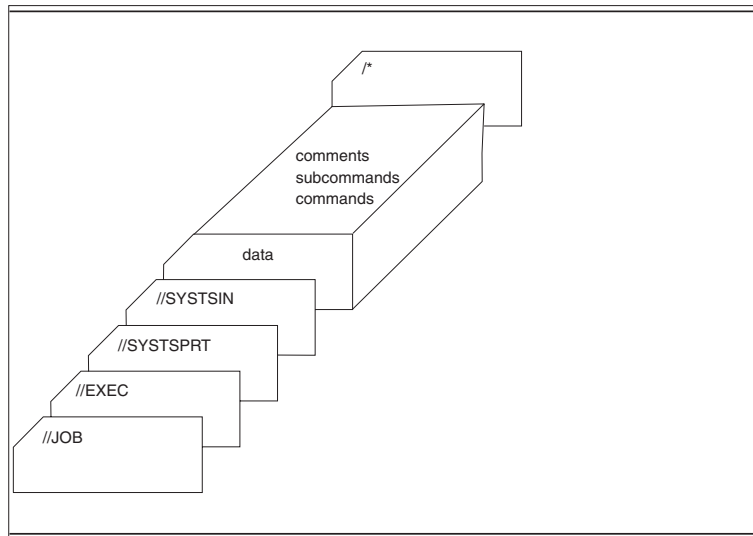 /*
comments
subcommands
commands
data
//SYSTSIN
//SYSTSPRT
//EXEC
//JOB